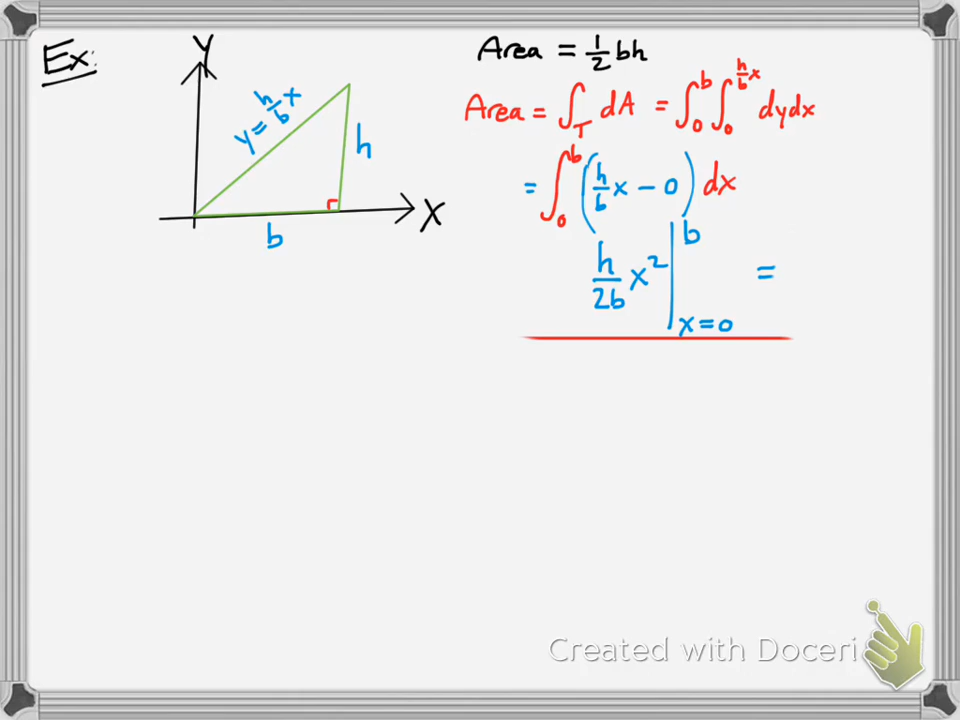 Ex:
Y
y = h/b x
h
b
X
Area = 1/2 bh
Area = ∫_T dA = ∫_0^b ∫_0^{h/b x} dydx
= ∫_0^b (h/b x − 0) dx
h/2b x² |_{x=0}^b =
Created with Doceri